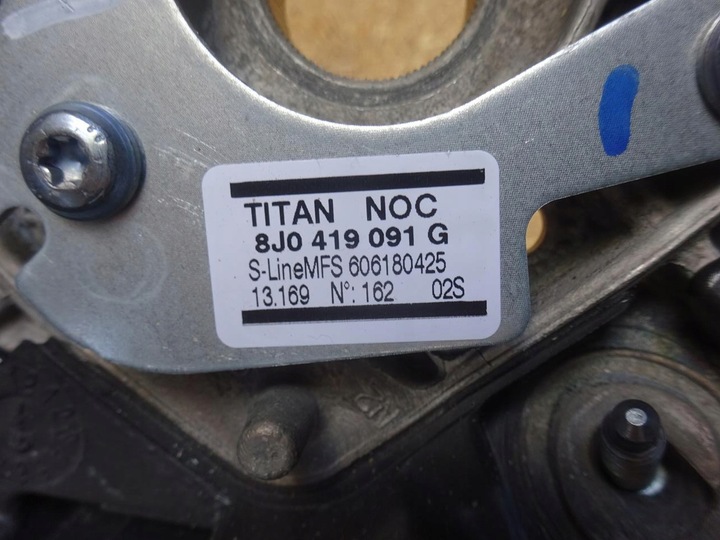 TITAN NOC
8J0 419 091 G
S-LineMFS 606180425
13.169 N°: 162 02S